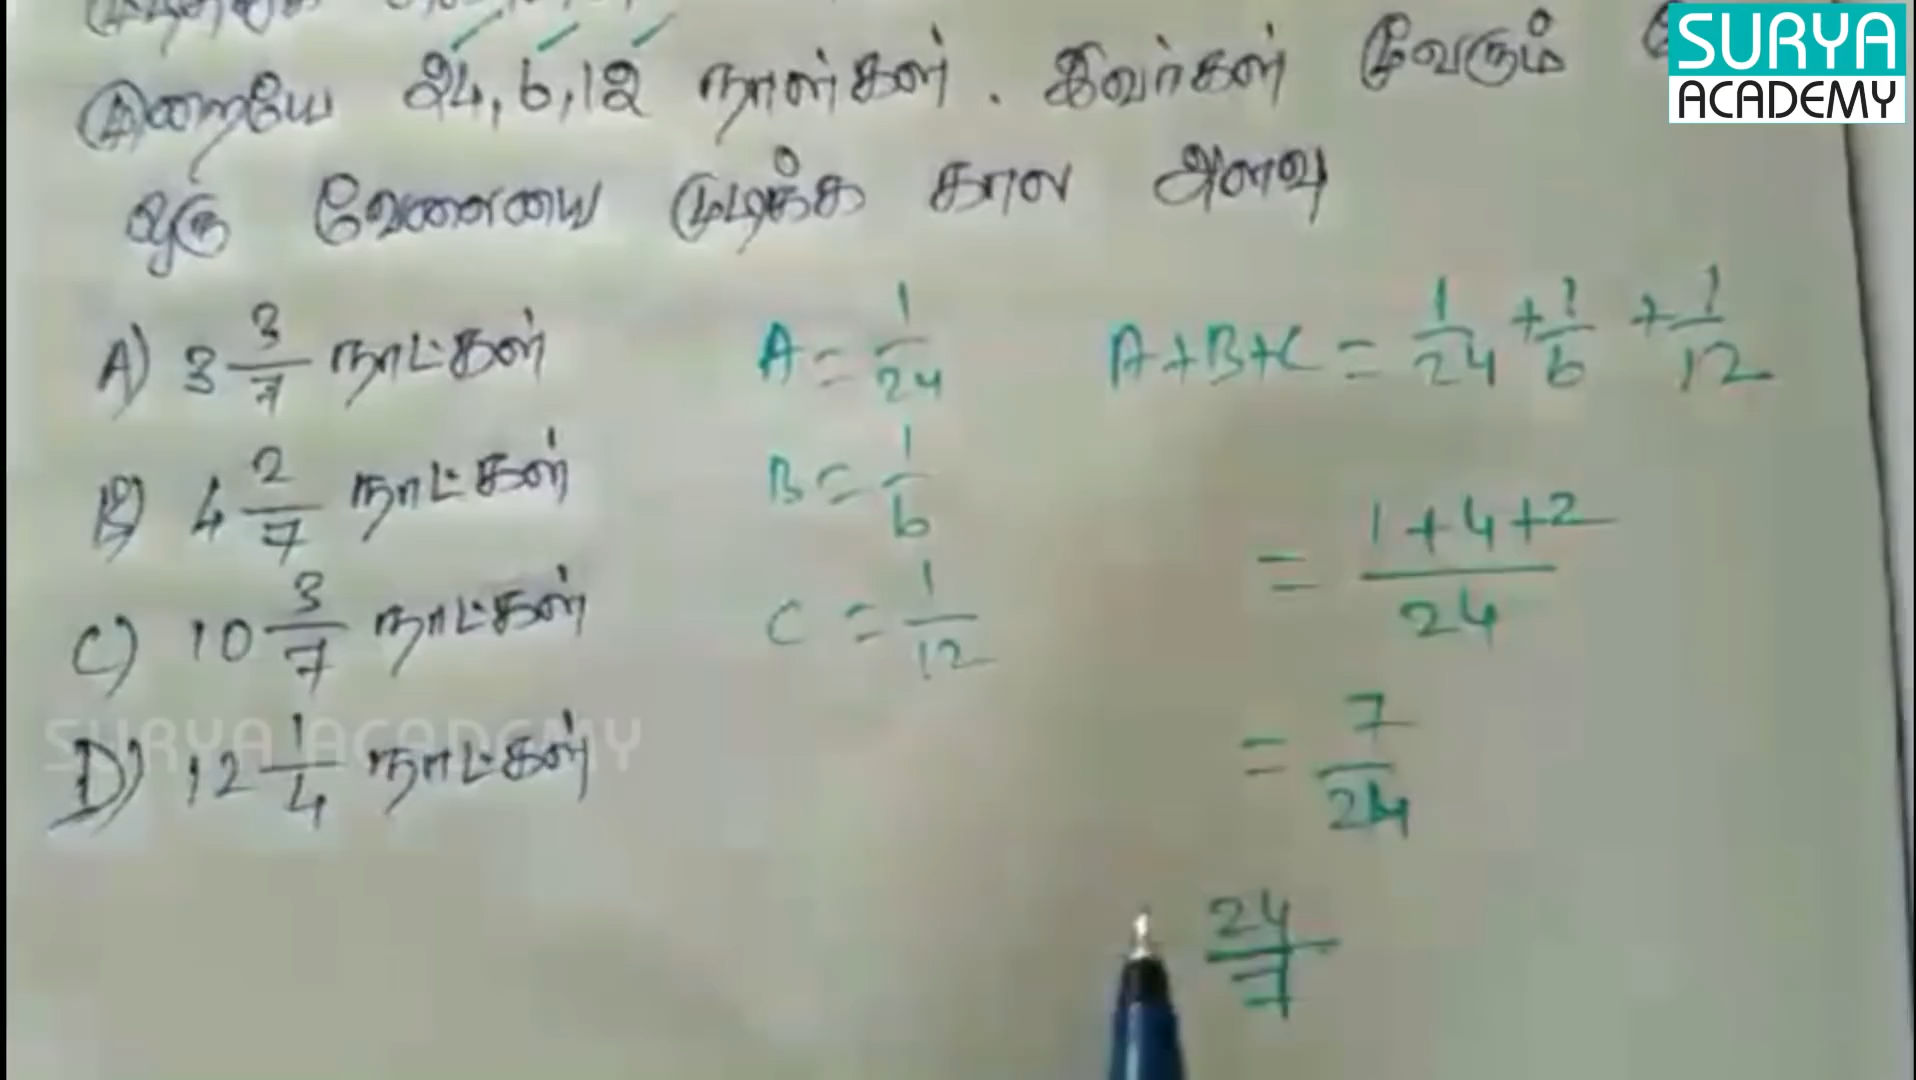 SURYA
ACADEMY
முறையே 24, 6, 12 நாள்கள். இவர்கள் மூவரும்
ஒரு வேலையை முடிக்க கால அளவு
A) 3 3/7 நாட்கள்
B) 4 2/7 நாட்கள்
C) 10 3/7 நாட்கள்
D) 12 1/4 நாட்கள்
A = 1/24
B = 1/6
C = 1/12
A+B+C = 1/24 + 1/6 + 1/12
= 1+4+2/24
= 7/24
24/7
SURYA ACADEMY